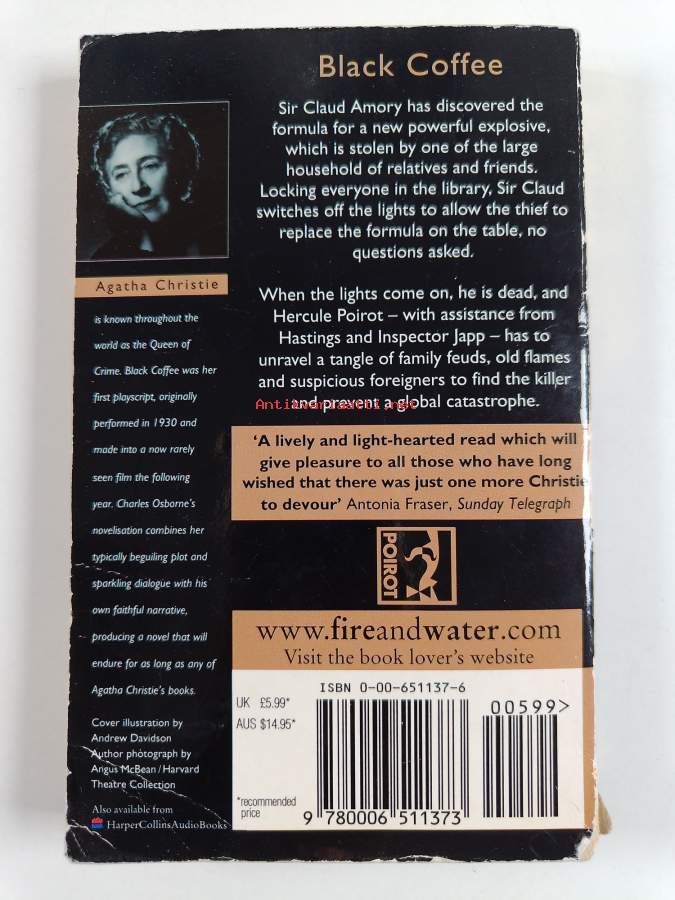 Black Coffee
Sir Claud Amory has discovered the
formula for a new powerful explosive,
which is stolen by one of the large
household of relatives and friends.
Locking everyone in the library, Sir Claud
switches off the lights to allow the thief to
replace the formula on the table, no
questions asked.
When the lights come on, he is dead, and
Hercule Poirot – with assistance from
Hastings and Inspector Japp – has to
unravel a tangle of family feuds, old flames
and suspicious foreigners to find the killer
and prevent a global catastrophe.
Antikvariaatti.net
'A lively and light-hearted read which will
give pleasure to all those who have long
wished that there was just one more Christie
to devour' Antonia Fraser, Sunday Telegraph
POIROT
www.fireandwater.com
Visit the book lover's website
ISBN 0-00-651137-6
00599>
UK £5.99*
AUS $14.95*
*recommended
price
9 780006 511373
Agatha Christie
is known throughout the
world as the Queen of
Crime. Black Coffee was her
first playscript, originally
performed in 1930 and
made into a now rarely
seen film the following
year. Charles Osborne's
novelisation combines her
typically beguiling plot and
sparkling dialogue with his
own faithful narrative,
producing a novel that will
endure for as long as any of
Agatha Christie's books.
Cover illustration by
Andrew Davidson
Author photograph by
Angus McBean/Harvard
Theatre Collection
Also available from
HarperCollinsAudioBooks